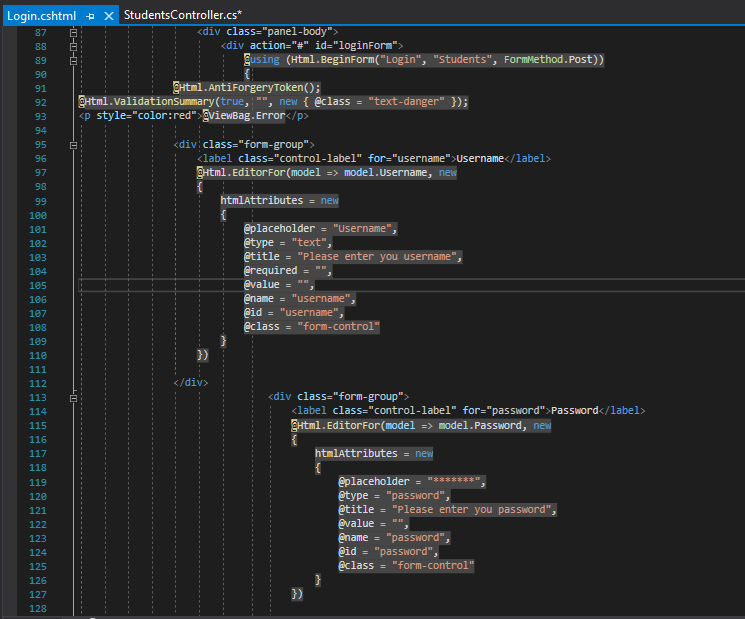 Login.cshtml StudentsController.cs*
87 <div class="panel-body">
88 <div action="#" id="loginForm">
89 @using (Html.BeginForm("Login", "Students", FormMethod.Post))
90 {
91 @Html.AntiForgeryToken();
92 @Html.ValidationSummary(true, "", new { @class = "text-danger" });
93 <p style="color:red">@ViewBag.Error</p>
94
95 <div class="form-group">
96 <label class="control-label" for="username">Username</label>
97 @Html.EditorFor(model => model.Username, new
98 {
99 htmlAttributes = new
100 {
101 @placeholder = "Username",
102 @type = "text",
103 @title = "Please enter you username",
104 @required = "",
105 @value = "",
106 @name = "username",
107 @id = "username",
108 @class = "form-control"
109 }
110 })
111
112 </div>
113 <div class="form-group">
114 <label class="control-label" for="password">Password</label>
115 @Html.EditorFor(model => model.Password, new
116 {
117 htmlAttributes = new
118 {
119 @placeholder = "*******",
120 @type = "password",
121 @title = "Please enter you password",
122 @value = "",
123 @name = "password",
124 @id = "password",
125 @class = "form-control"
126 }
127 })
128